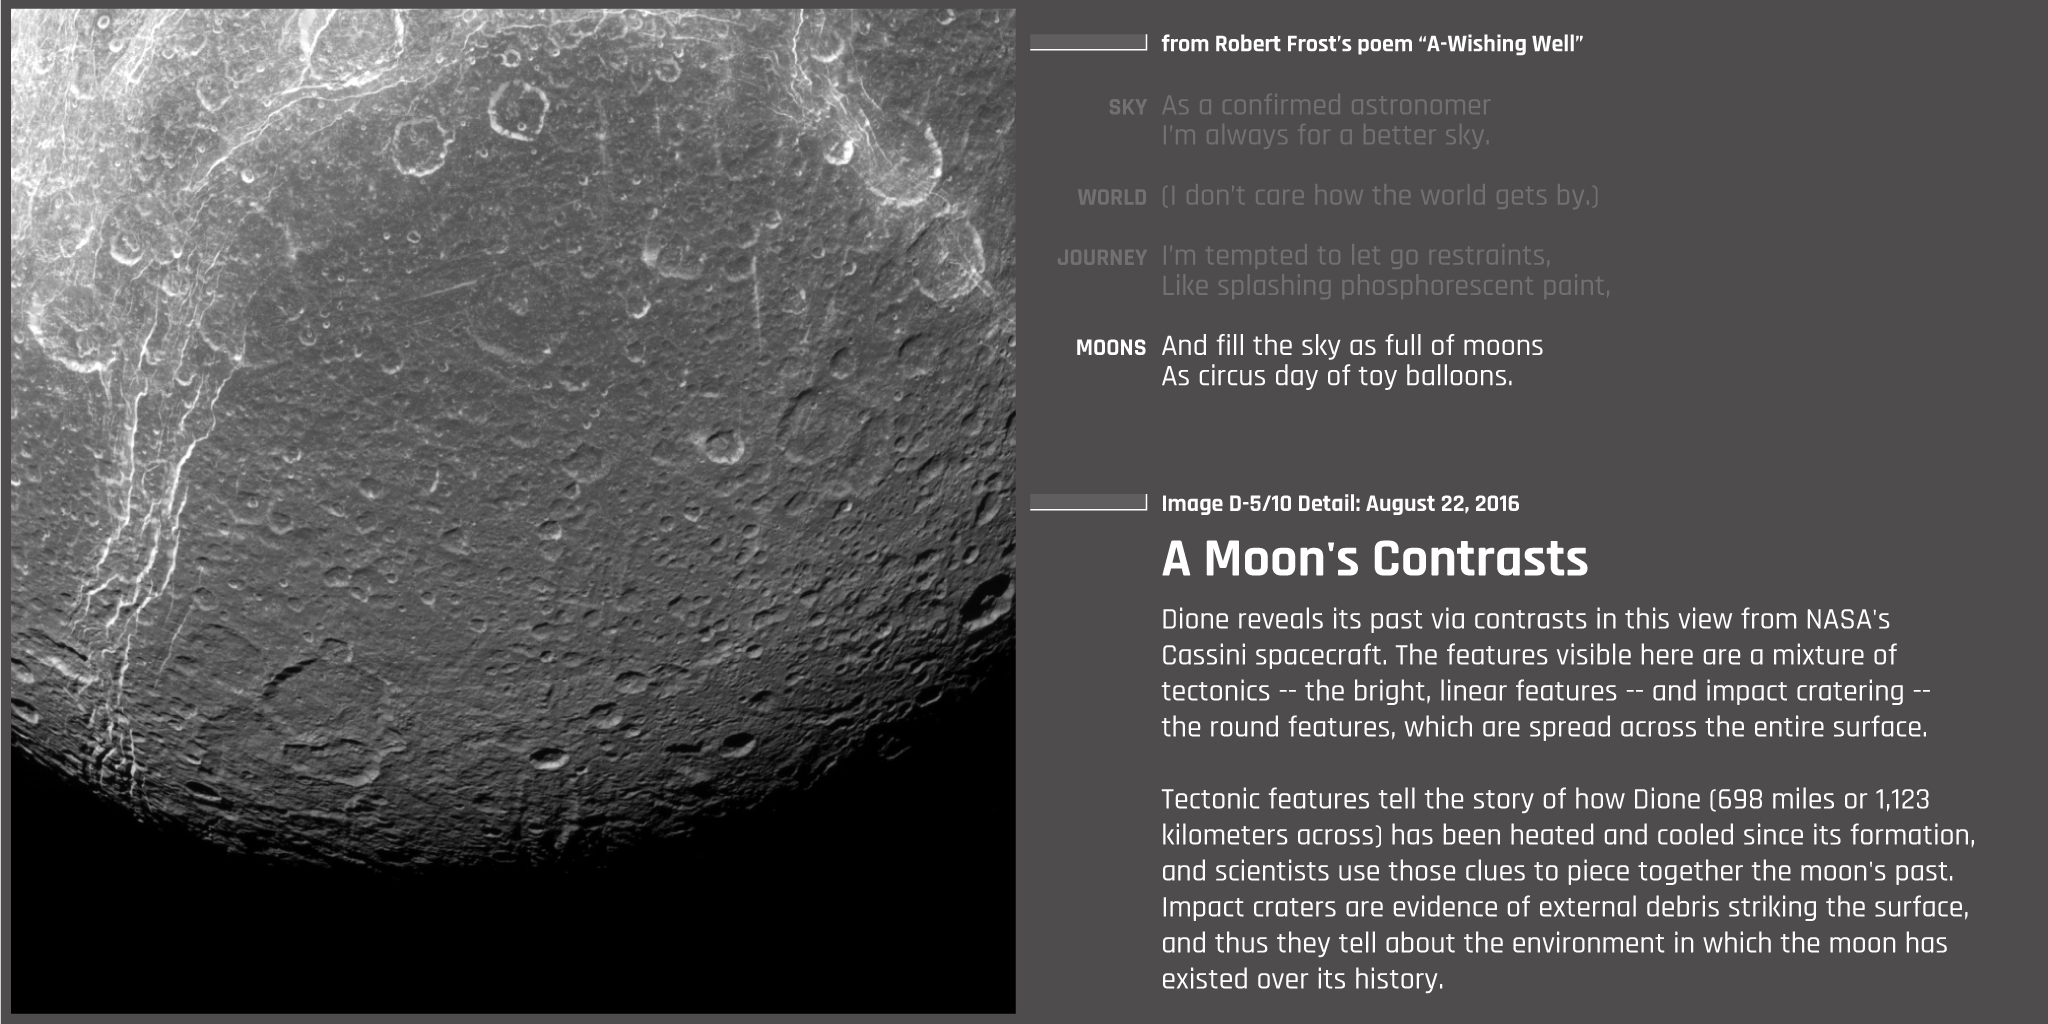 from Robert Frost’s poem “A-Wishing Well”
SKY As a confirmed astronomer
I’m always for a better sky.
WORLD (I don’t care how the world gets by.)
JOURNEY I’m tempted to let go restraints,
Like splashing phosphorescent paint,
MOONS And fill the sky as full of moons
As circus day of toy balloons.
Image D-5/10 Detail: August 22, 2016
A Moon's Contrasts
Dione reveals its past via contrasts in this view from NASA's
Cassini spacecraft. The features visible here are a mixture of
tectonics -- the bright, linear features -- and impact cratering --
the round features, which are spread across the entire surface.
Tectonic features tell the story of how Dione (698 miles or 1,123
kilometers across) has been heated and cooled since its formation,
and scientists use those clues to piece together the moon's past.
Impact craters are evidence of external debris striking the surface,
and thus they tell about the environment in which the moon has
existed over its history.